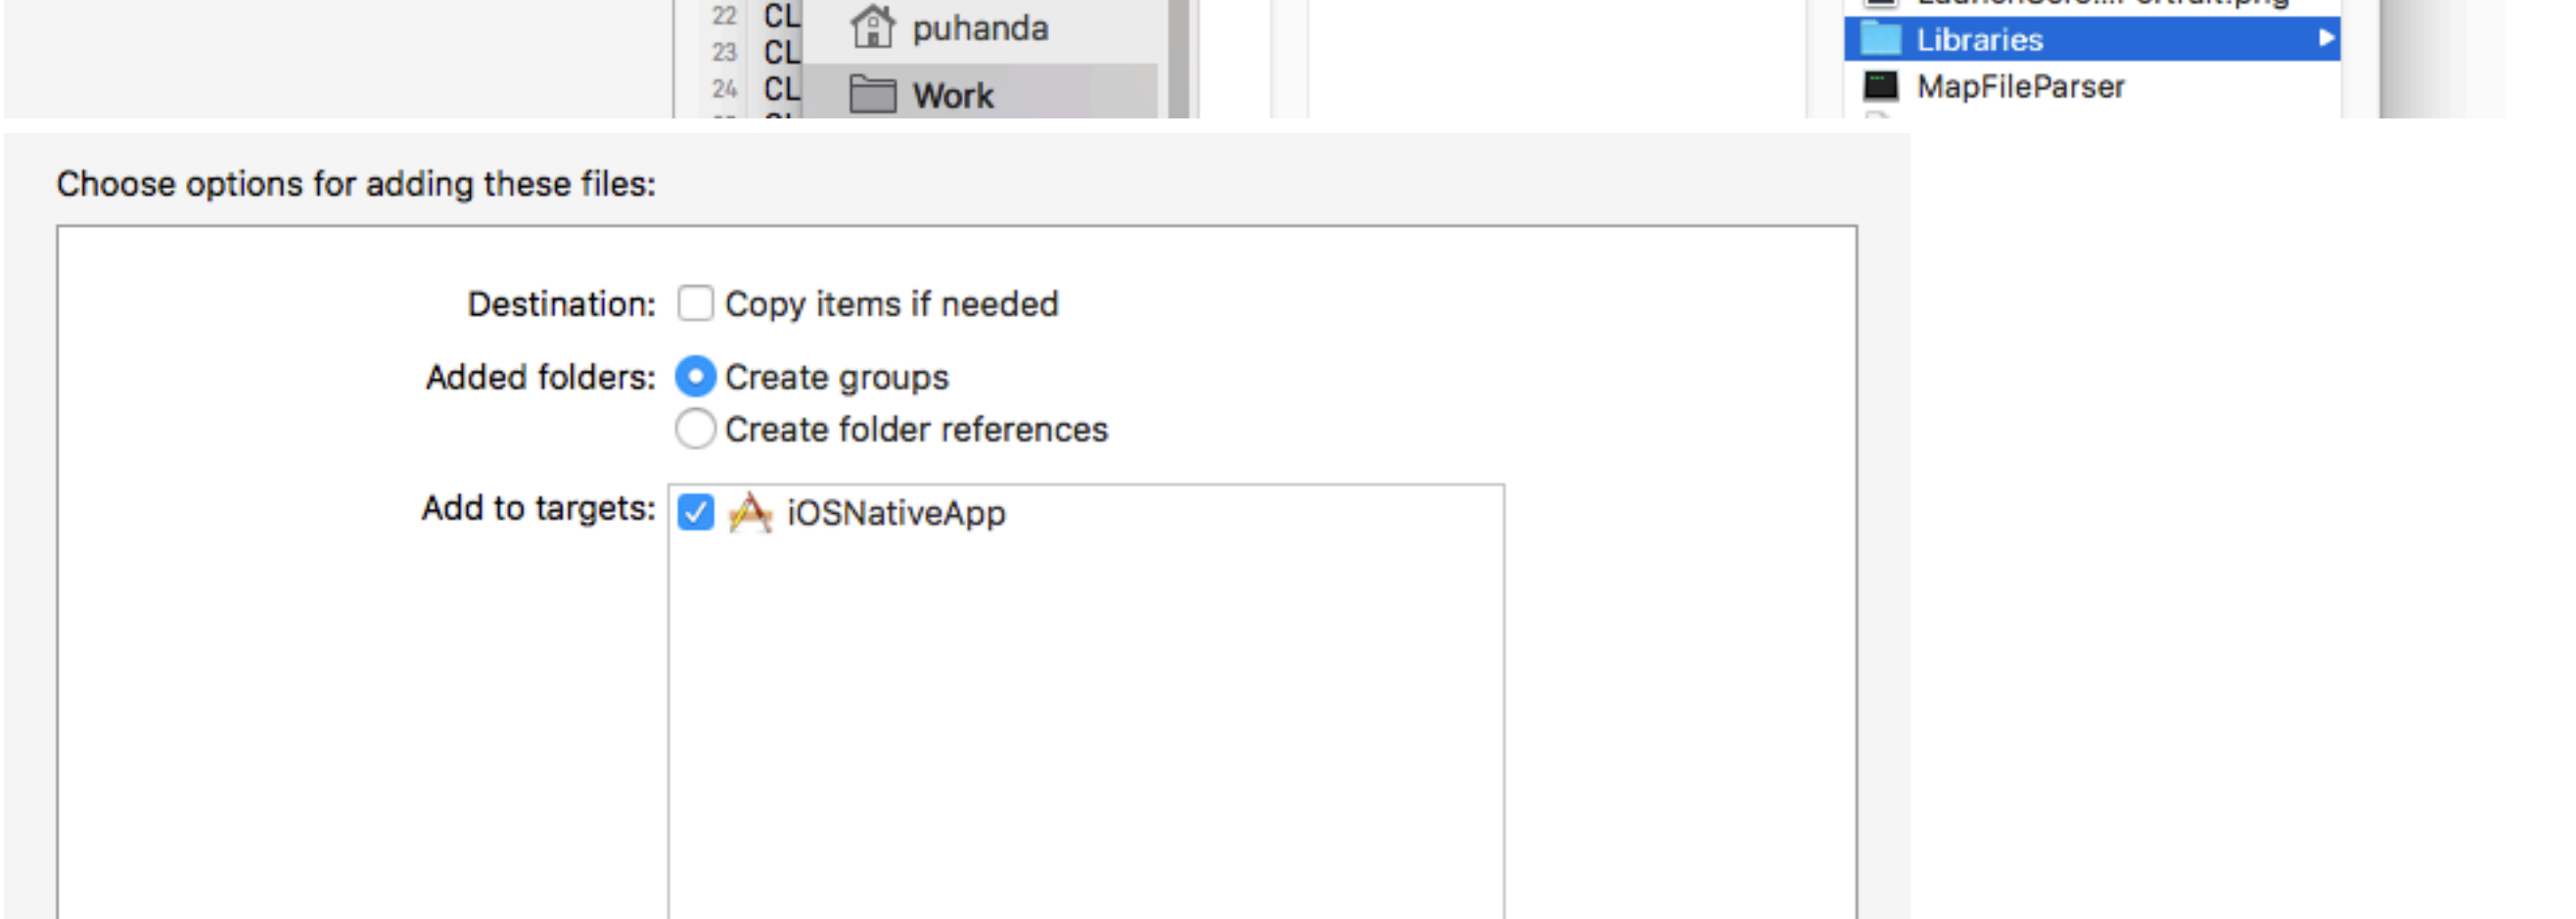 22 CL
23 CL
24 CL
puhanda
Work
Libraries
MapFileParser
Choose options for adding these files:
Destination: Copy items if needed
Added folders: Create groups
Create folder references
Add to targets: iOSNativeApp